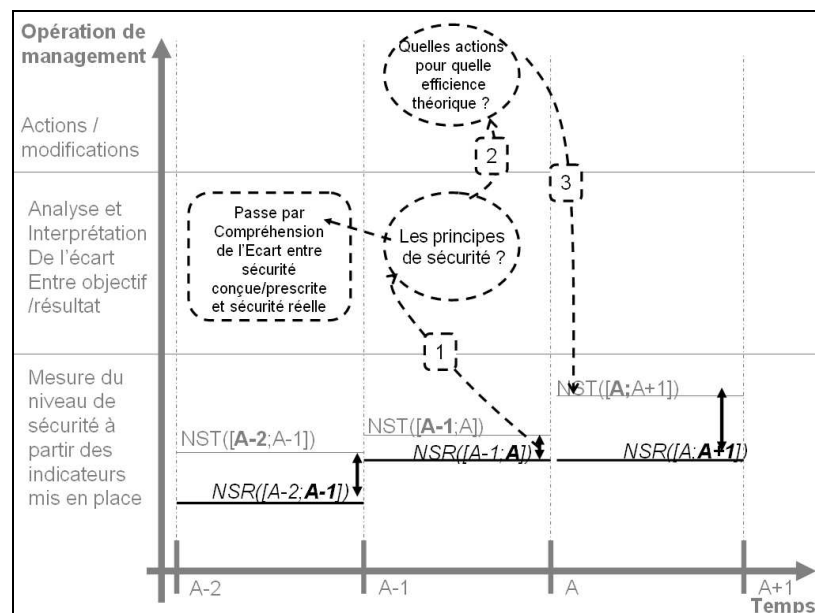 Opération de
management
Quelles actions
pour quelle
efficience
théorique ?
Actions /
modifications
2
3
Analyse et
Interprétation
De l'écart
Entre objectif
/résultat
Passe par
Compréhension
de l'Ecart entre
sécurité
conçue/prescrite
et sécurité réelle
Les principes
de sécurité ?
1
Mesure du
niveau de
sécurité à
partir des
indicateurs
mis en place
NST([A-2;A-1])
NSR([A-2;A-1])
NST([A-1;A])
NSR([A-1;A])
NST([A;A+1])
NSR([A;A+1])
A-2
A-1
A
A+1
Temps